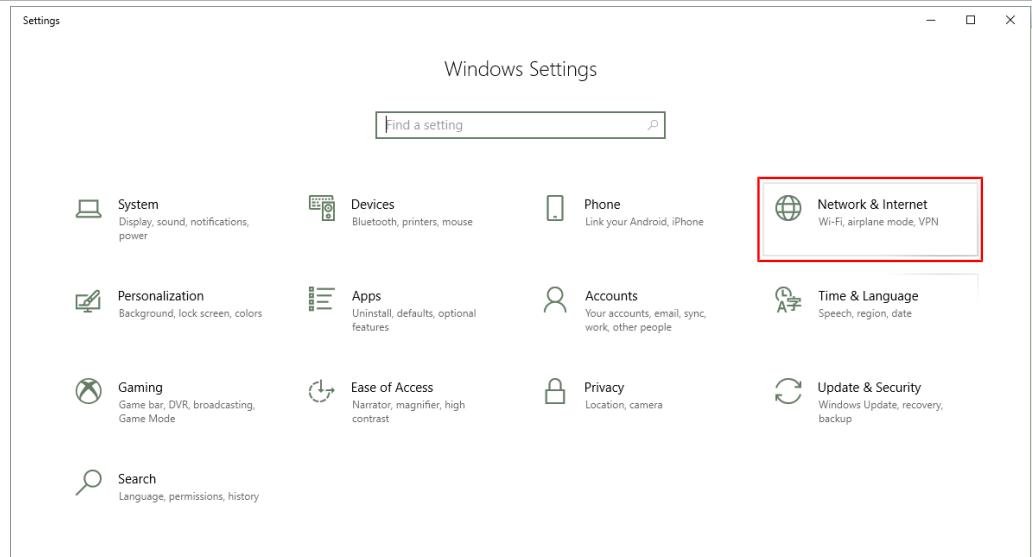 Settings
Windows Settings
Find a setting
System
Display, sound, notifications,
power
Devices
Bluetooth, printers, mouse
Phone
Link your Android, iPhone
Network & Internet
Wi-Fi, airplane mode, VPN
Personalization
Background, lock screen, colors
Apps
Uninstall, defaults, optional
features
Accounts
Your accounts, email, sync,
work, other people
Time & Language
Speech, region, date
Gaming
Game bar, DVR, broadcasting,
Game Mode
Ease of Access
Narrator, magnifier, high
contrast
Privacy
Location, camera
Update & Security
Windows Update, recovery,
backup
Search
Language, permissions, history